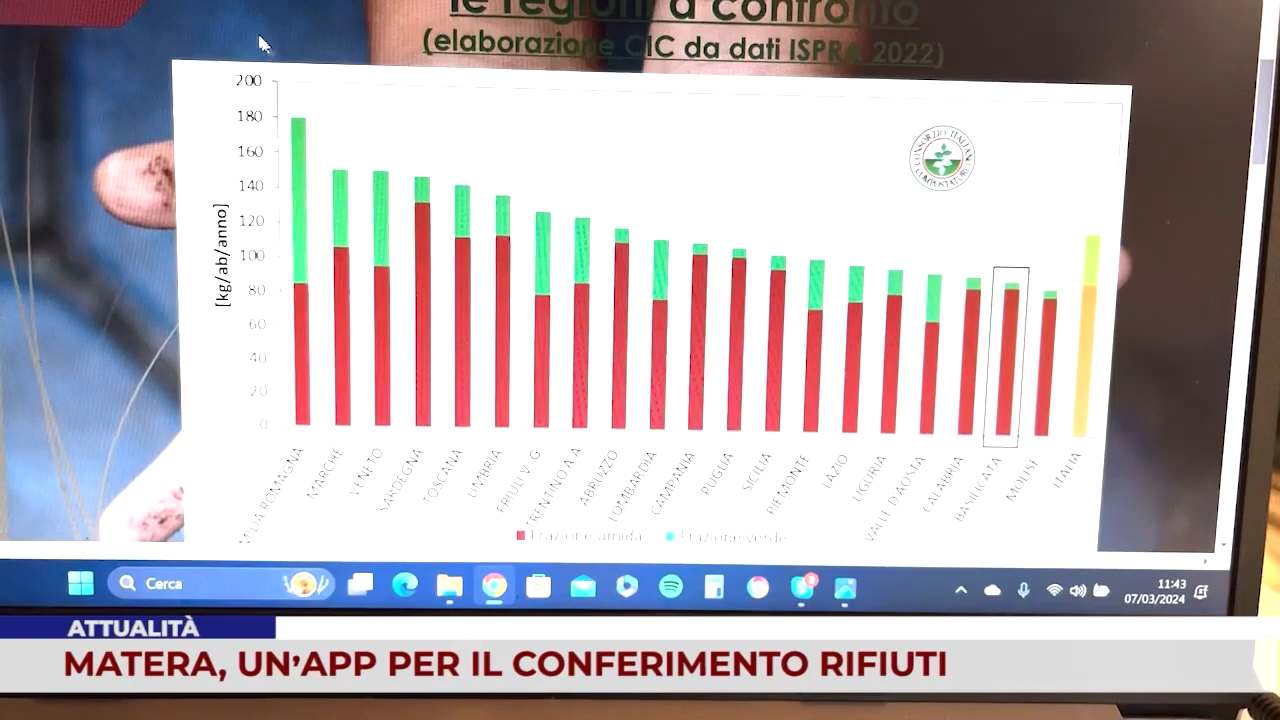 le regioni a confronto
(elaborazione CIC da dati ISPRA 2022)
200
180
160
140
120
100
80
60
40
20
0
[kg/ab/anno]
CONSORZIO ITALIANO
COMPOSTATORI
MARCHE
VENETO
SARDEGNA
TOSCANA
UMBRIA
FRIULI V G
TRENTINO A A
ABRUZZO
LOMBARDIA
CAMPANIA
PUGLIA
SICILIA
PIEMONTE
LAZIO
LIGURIA
VALLE D'AOSTA
CALABRIA
BASILICATA
MOLISE
ITALIA
Frazione umida Frazione verde
Cerca
11:43
07/03/2024
ATTUALITÀ
MATERA, UN'APP PER IL CONFERIMENTO RIFIUTI